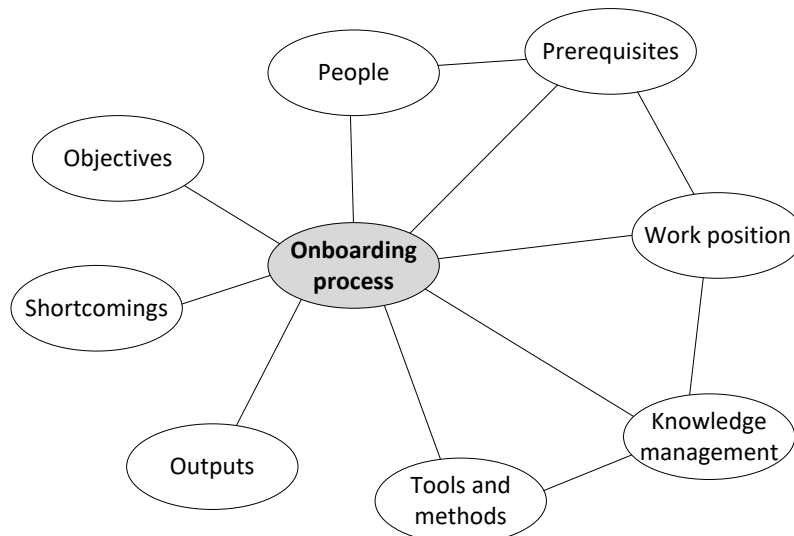 People
Prerequisites
Objectives
Work position
Onboarding
process
Shortcomings
Knowledge
management
Outputs
Tools and
methods